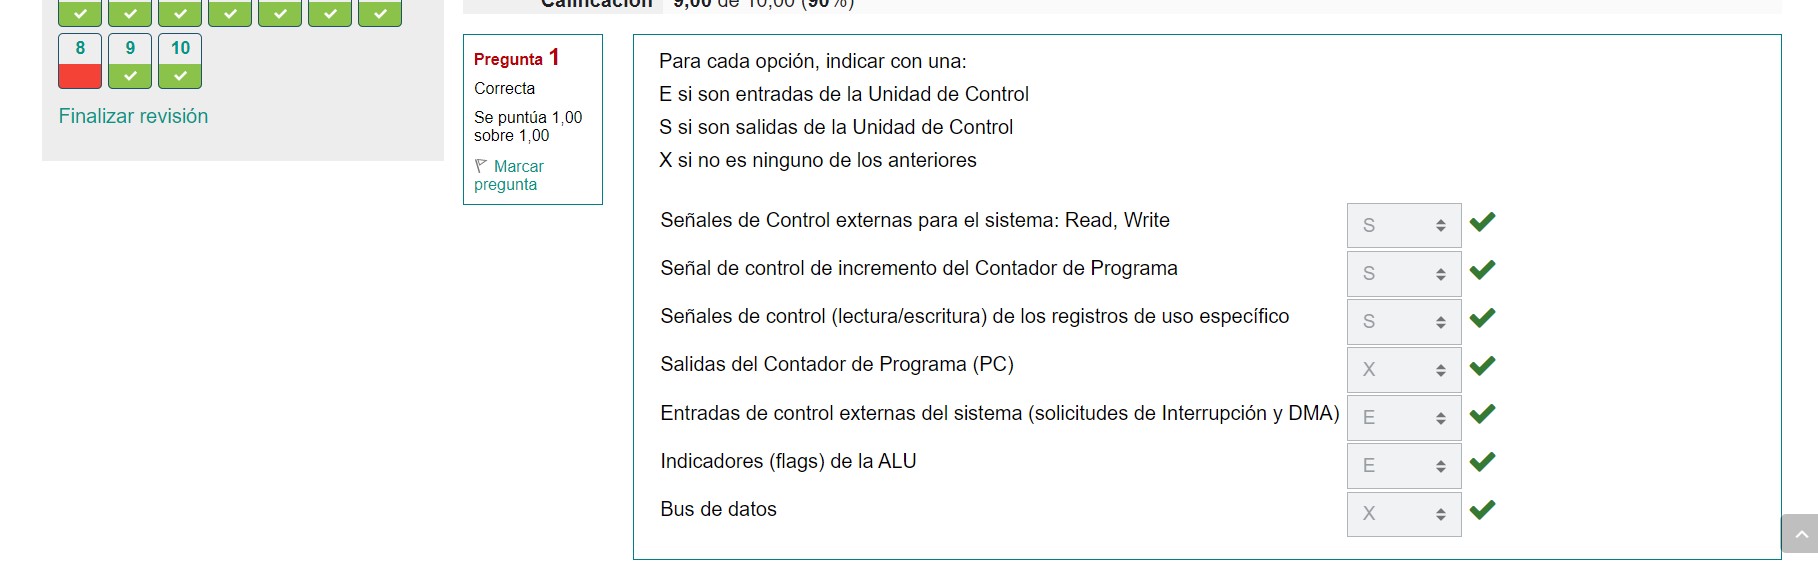 Calificación 9,00 de 10,00 (90%)
8 9 10
Finalizar revisión
Pregunta 1
Correcta
Se puntúa 1,00
sobre 1,00
Marcar
pregunta
Para cada opción, indicar con una:
E si son entradas de la Unidad de Control
S si son salidas de la Unidad de Control
X si no es ninguno de los anteriores
Señales de Control externas para el sistema: Read, Write S
Señal de control de incremento del Contador de Programa S
Señales de control (lectura/escritura) de los registros de uso específico S
Salidas del Contador de Programa (PC) X
Entradas de control externas del sistema (solicitudes de Interrupción y DMA) E
Indicadores (flags) de la ALU E
Bus de datos X